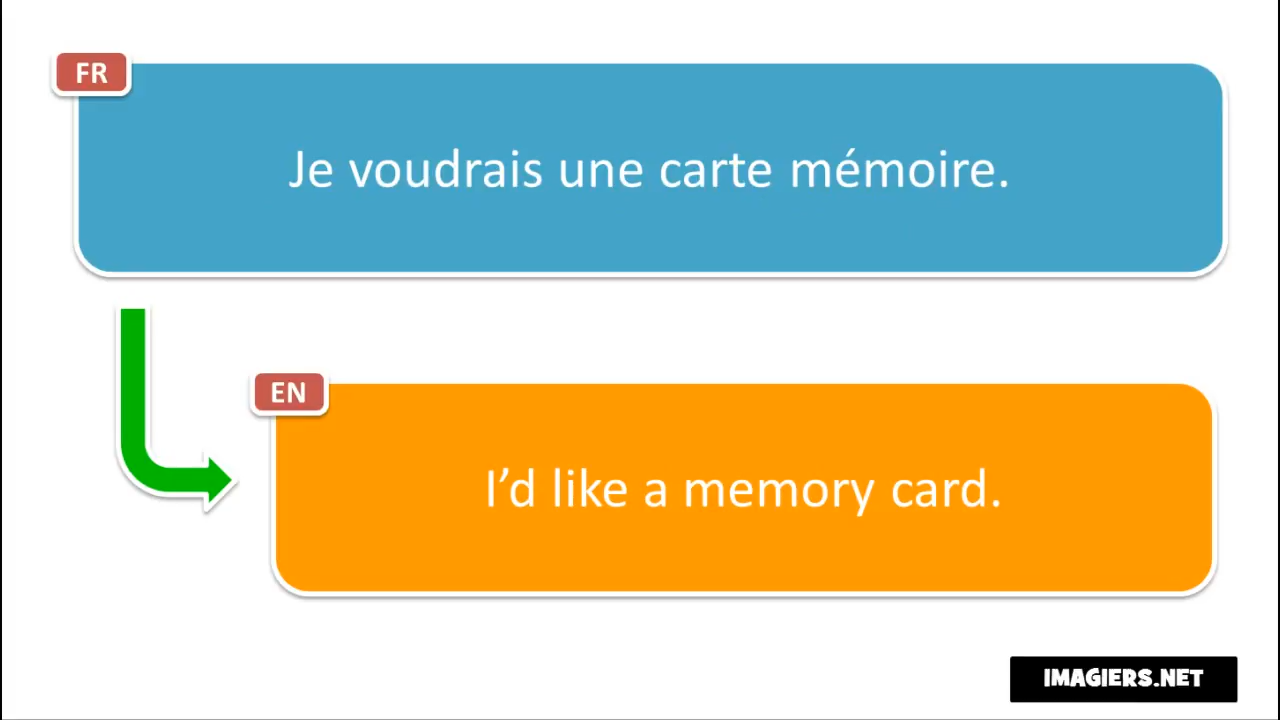 FR
Je voudrais une carte mémoire.
EN
I’d like a memory card.
IMAGIERS.NET